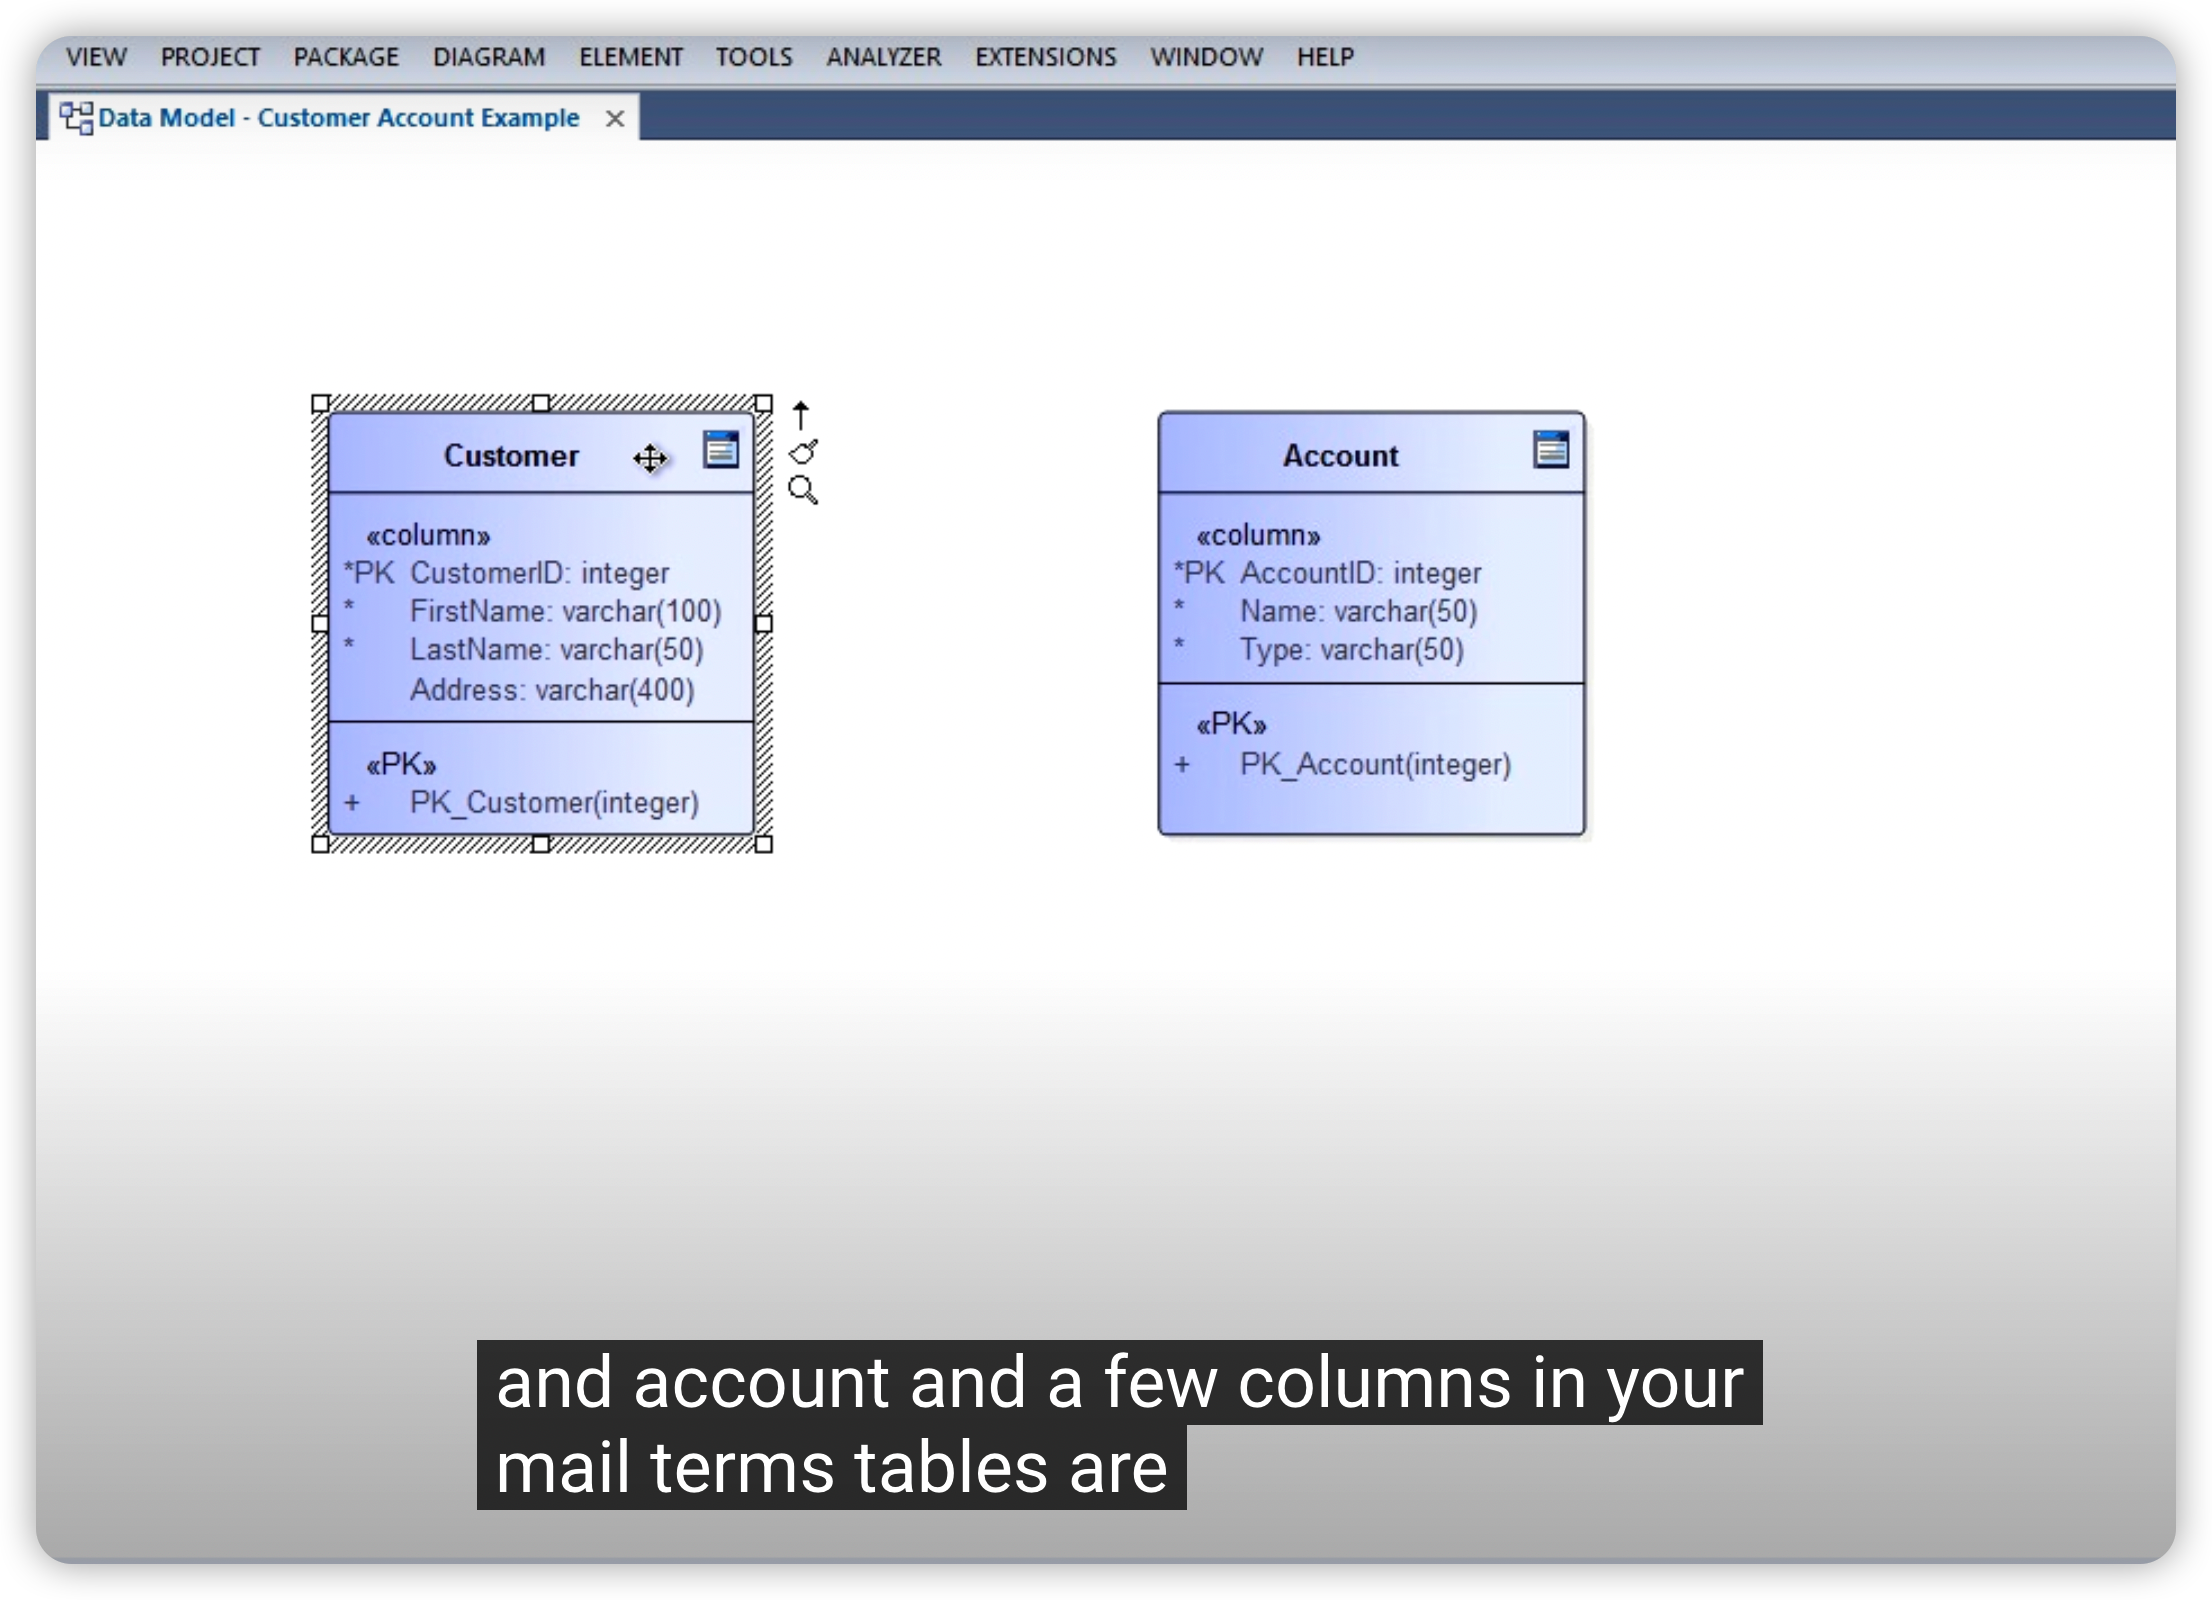 VIEW PROJECT PACKAGE DIAGRAM ELEMENT TOOLS ANALYZER EXTENSIONS WINDOW HELP
Data Model - Customer Account Example
Customer
«column»
*PK CustomerID: integer
* FirstName: varchar(100)
* LastName: varchar(50)
Address: varchar(400)
«PK»
+ PK_Customer(integer)
Account
«column»
*PK AccountID: integer
* Name: varchar(50)
* Type: varchar(50)
«PK»
+ PK_Account(integer)
and account and a few columns in your
mail terms tables are